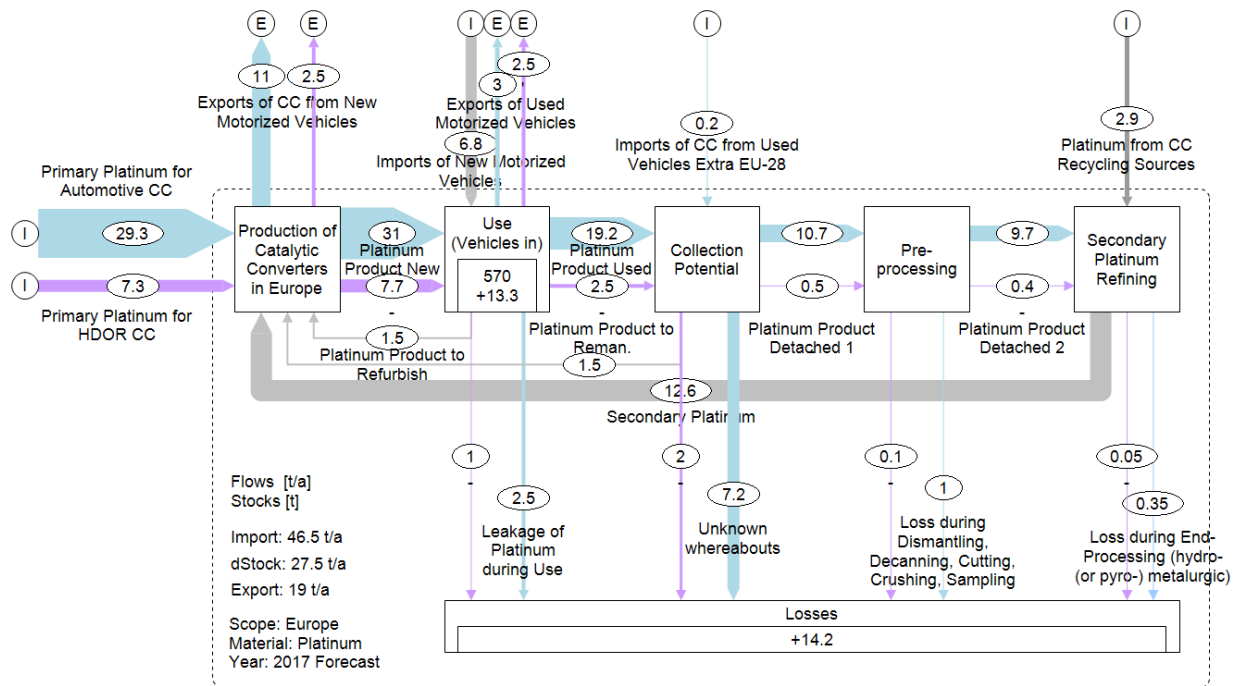 E
E
I
E
E
I
I
11
2.5
3
2.5
6.8
0.2
2.9
Exports of CC from New
Motorized Vehicles
Exports of Used
Motorized Vehicles
Imports of New Motorized
Vehicles
Imports of CC from Used
Vehicles Extra EU-28
Platinum from CC
Recycling Sources
Primary Platinum for
Automotive CC
I
29.3
I
7.3
Primary Platinum for
HDOR CC
Production of
Catalytic
Converters
in Europe
31
Platinum
Product New
7.7
-
Use
(Vehicles in)
570
+13.3
19.2
Platinum
Product Used
2.5
-
Collection
Potential
10.7
0.5
Pre-
processing
9.7
0.4
-
Secondary
Platinum
Refining
1.5
Platinum Product to
Refurbish
Platinum Product to
Reman.
1.5
Platinum Product
Detached 1
Platinum Product
Detached 2
12.6
Secondary Platinum
1
-
2.5
Leakage of
Platinum
during Use
2
-
7.2
Unknown
whereabouts
0.1
-
1
Loss during
Dismantling,
Decanning, Cutting,
Crushing, Sampling
0.05
-
0.35
Loss during End-
Processing (hydro-
(or pyro-) metalurgic)
Flows [t/a]
Stocks [t]
Import: 46.5 t/a
dStock: 27.5 t/a
Export: 19 t/a
Scope: Europe
Material: Platinum
Year: 2017 Forecast
Losses
+14.2